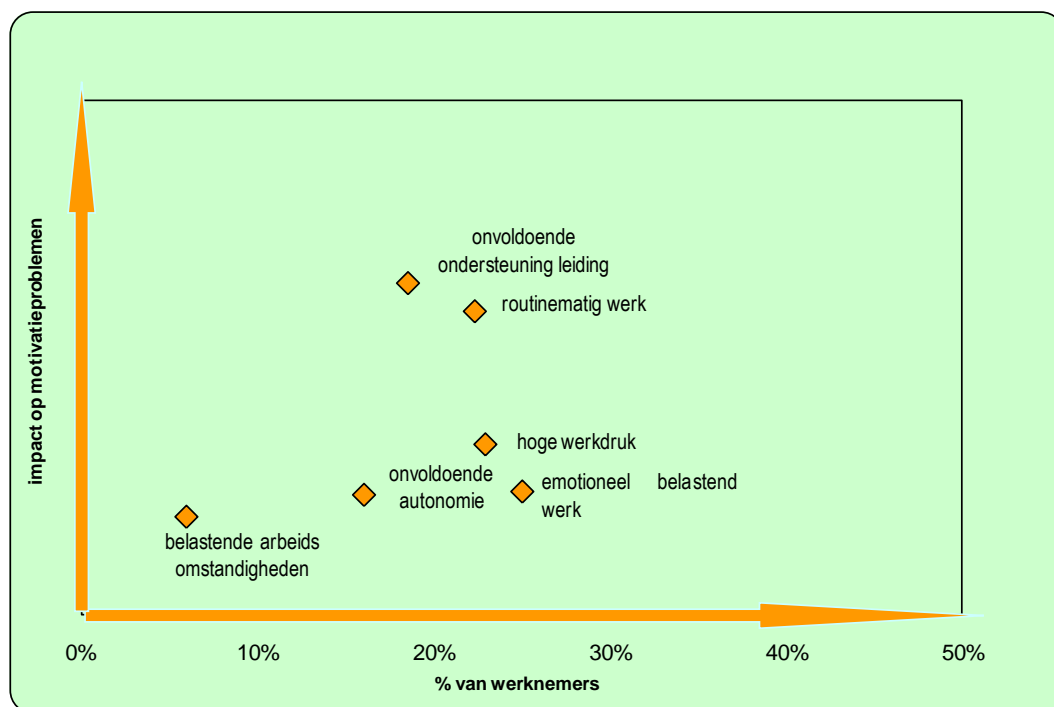 impact op motivatieproblemen
onvoldoende
ondersteuning leiding
routinematig werk
hoge werkdruk
onvoldoende
autonomie
emotioneel belastend
werk
belastende arbeids
omstandigheden
0% 10% 20% 30% 40% 50%
% van werknemers